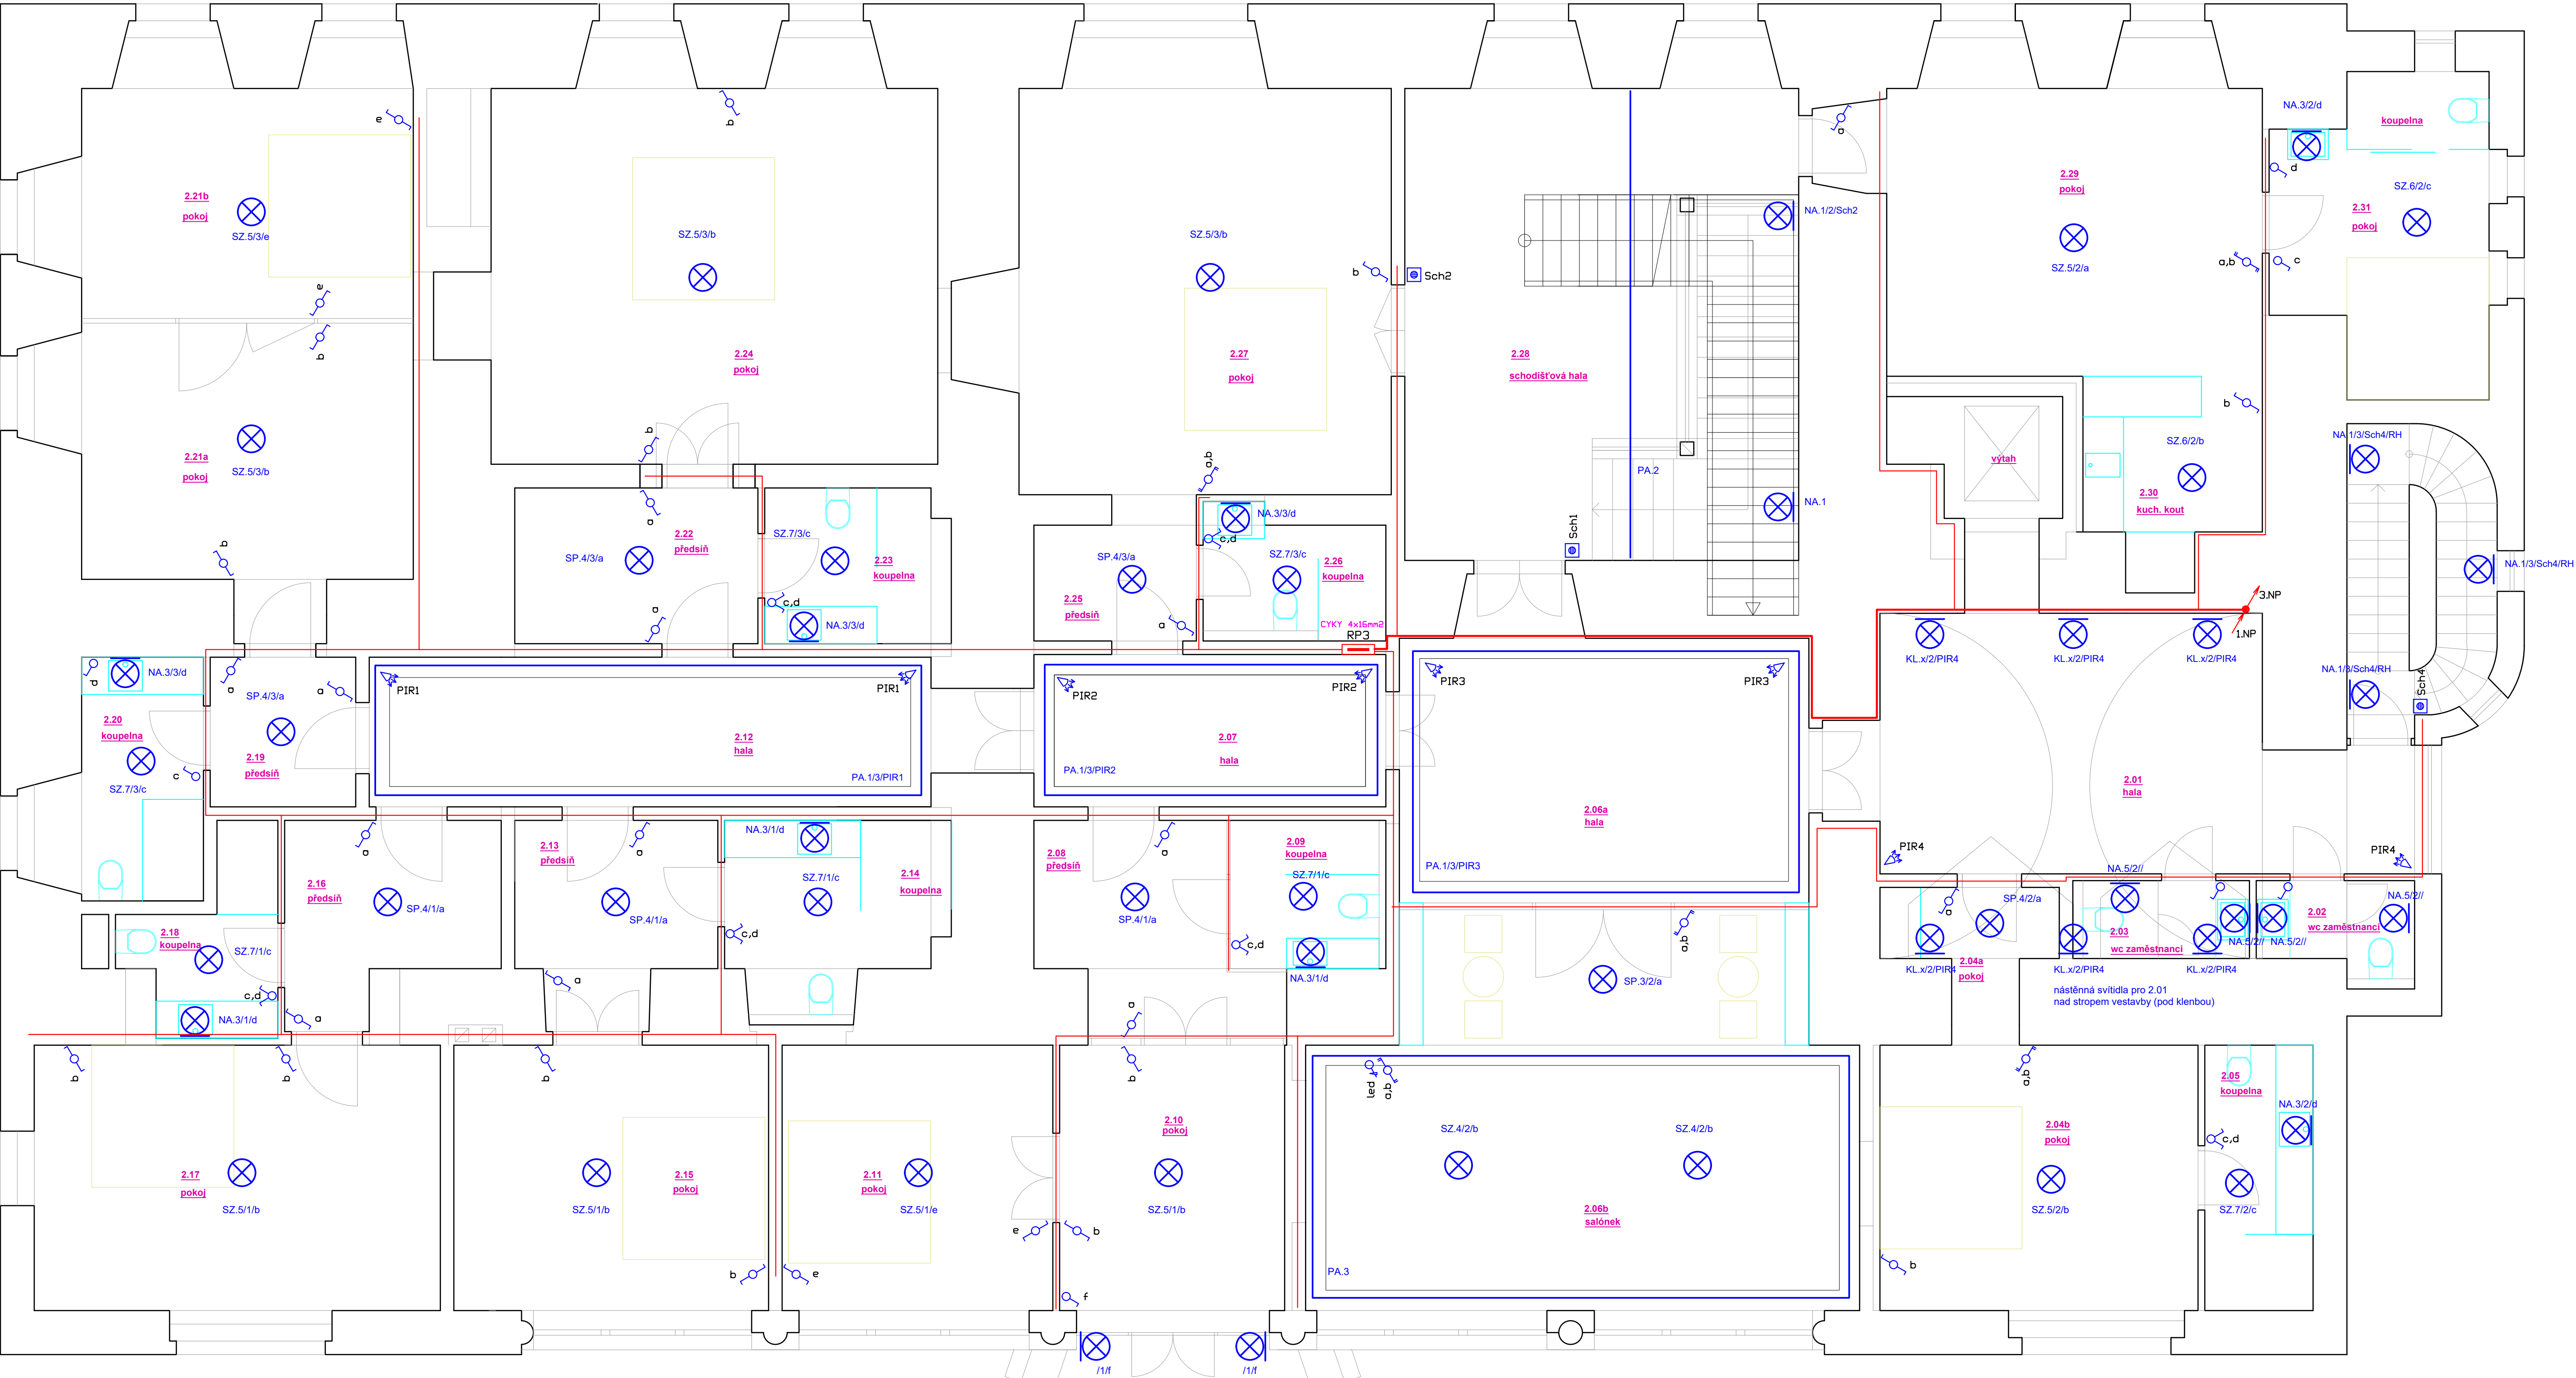 NA.3/2/d
koupelna
e
b
a
d
2.21b
pokoj
SZ.5/3/e
SZ.5/3/b
SZ.5/3/b
NA.1/2/Sch2
2.29
pokoj
SZ.5/2/a
SZ.6/2/c
2.31
pokoj
a,b
c
b
Sch2
e
b
2.24
pokoj
2.27
pokoj
2.28
schodišťová hala
b
2.21a
pokoj
SZ.5/3/b
b
a,b
PA.2
NA.1
SZ.6/2/b
výtah
2.30
kuch. kout
NA.1/3/Sch4/RH
NA.1/3/Sch4/RH
b
a
2.22
předsíň
SP.4/3/a
SZ.7/3/c
2.23
koupelna
c,d
NA.3/3/d
a
NA.3/3/d
c,d
SP.4/3/a
SZ.7/3/c
2.26
koupelna
2.25
předsíň
a
CYKY 4x16mm2
RP3
Sch1
3.NP
1.NP
KL.x/2/PIR4
KL.x/2/PIR4
KL.x/2/PIR4
NA.1/3/Sch4/RH
Sch4
d
NA.3/3/d
a
SP.4/3/a
a
2.20
koupelna
2.19
předsíň
c
SZ.7/3/c
PIR1
PIR1
2.12
hala
PA.1/3/PIR1
PIR2
PIR2
2.07
hala
PA.1/3/PIR2
PIR3
PIR3
2.06a
hala
PA.1/3/PIR3
2.01
hala
PIR4
PIR4
a
2.16
předsíň
SP.4/1/a
2.13
předsíň
a
SP.4/1/a
NA.3/1/d
SZ.7/1/c
2.14
koupelna
c,d
2.08
předsíň
a
SP.4/1/a
2.09
koupelna
SZ.7/1/c
c,d
NA.3/1/d
a,b
SP.3/2/a
a
SP.4/2/a
NA.5/2//
2.03
wc zaměstnanci
NA.5/2//
NA.5/2//
2.02
wc zaměstnanci
NA.5/2//
2.04a
pokoj
KL.x/2/PIR4
KL.x/2/PIR4
KL.x/2/PIR4
nástěnná svítidla pro 2.01
nad stropem vestavby (pod klenbou)
2.18
koupelna
SZ.7/1/c
c,d
NA.3/1/d
a
a
a
b
b
b
b
led
a,b
a,b
2.17
pokoj
SZ.5/1/b
2.15
pokoj
SZ.5/1/b
b
2.11
pokoj
SZ.5/1/e
e
e
2.10
pokoj
SZ.5/1/b
b
f
SZ.4/2/b
SZ.4/2/b
2.06b
salónek
PA.3
2.04b
pokoj
SZ.5/2/b
b
2.05
koupelna
NA.3/2/d
c,d
SZ.7/2/c
/1/f
/1/f